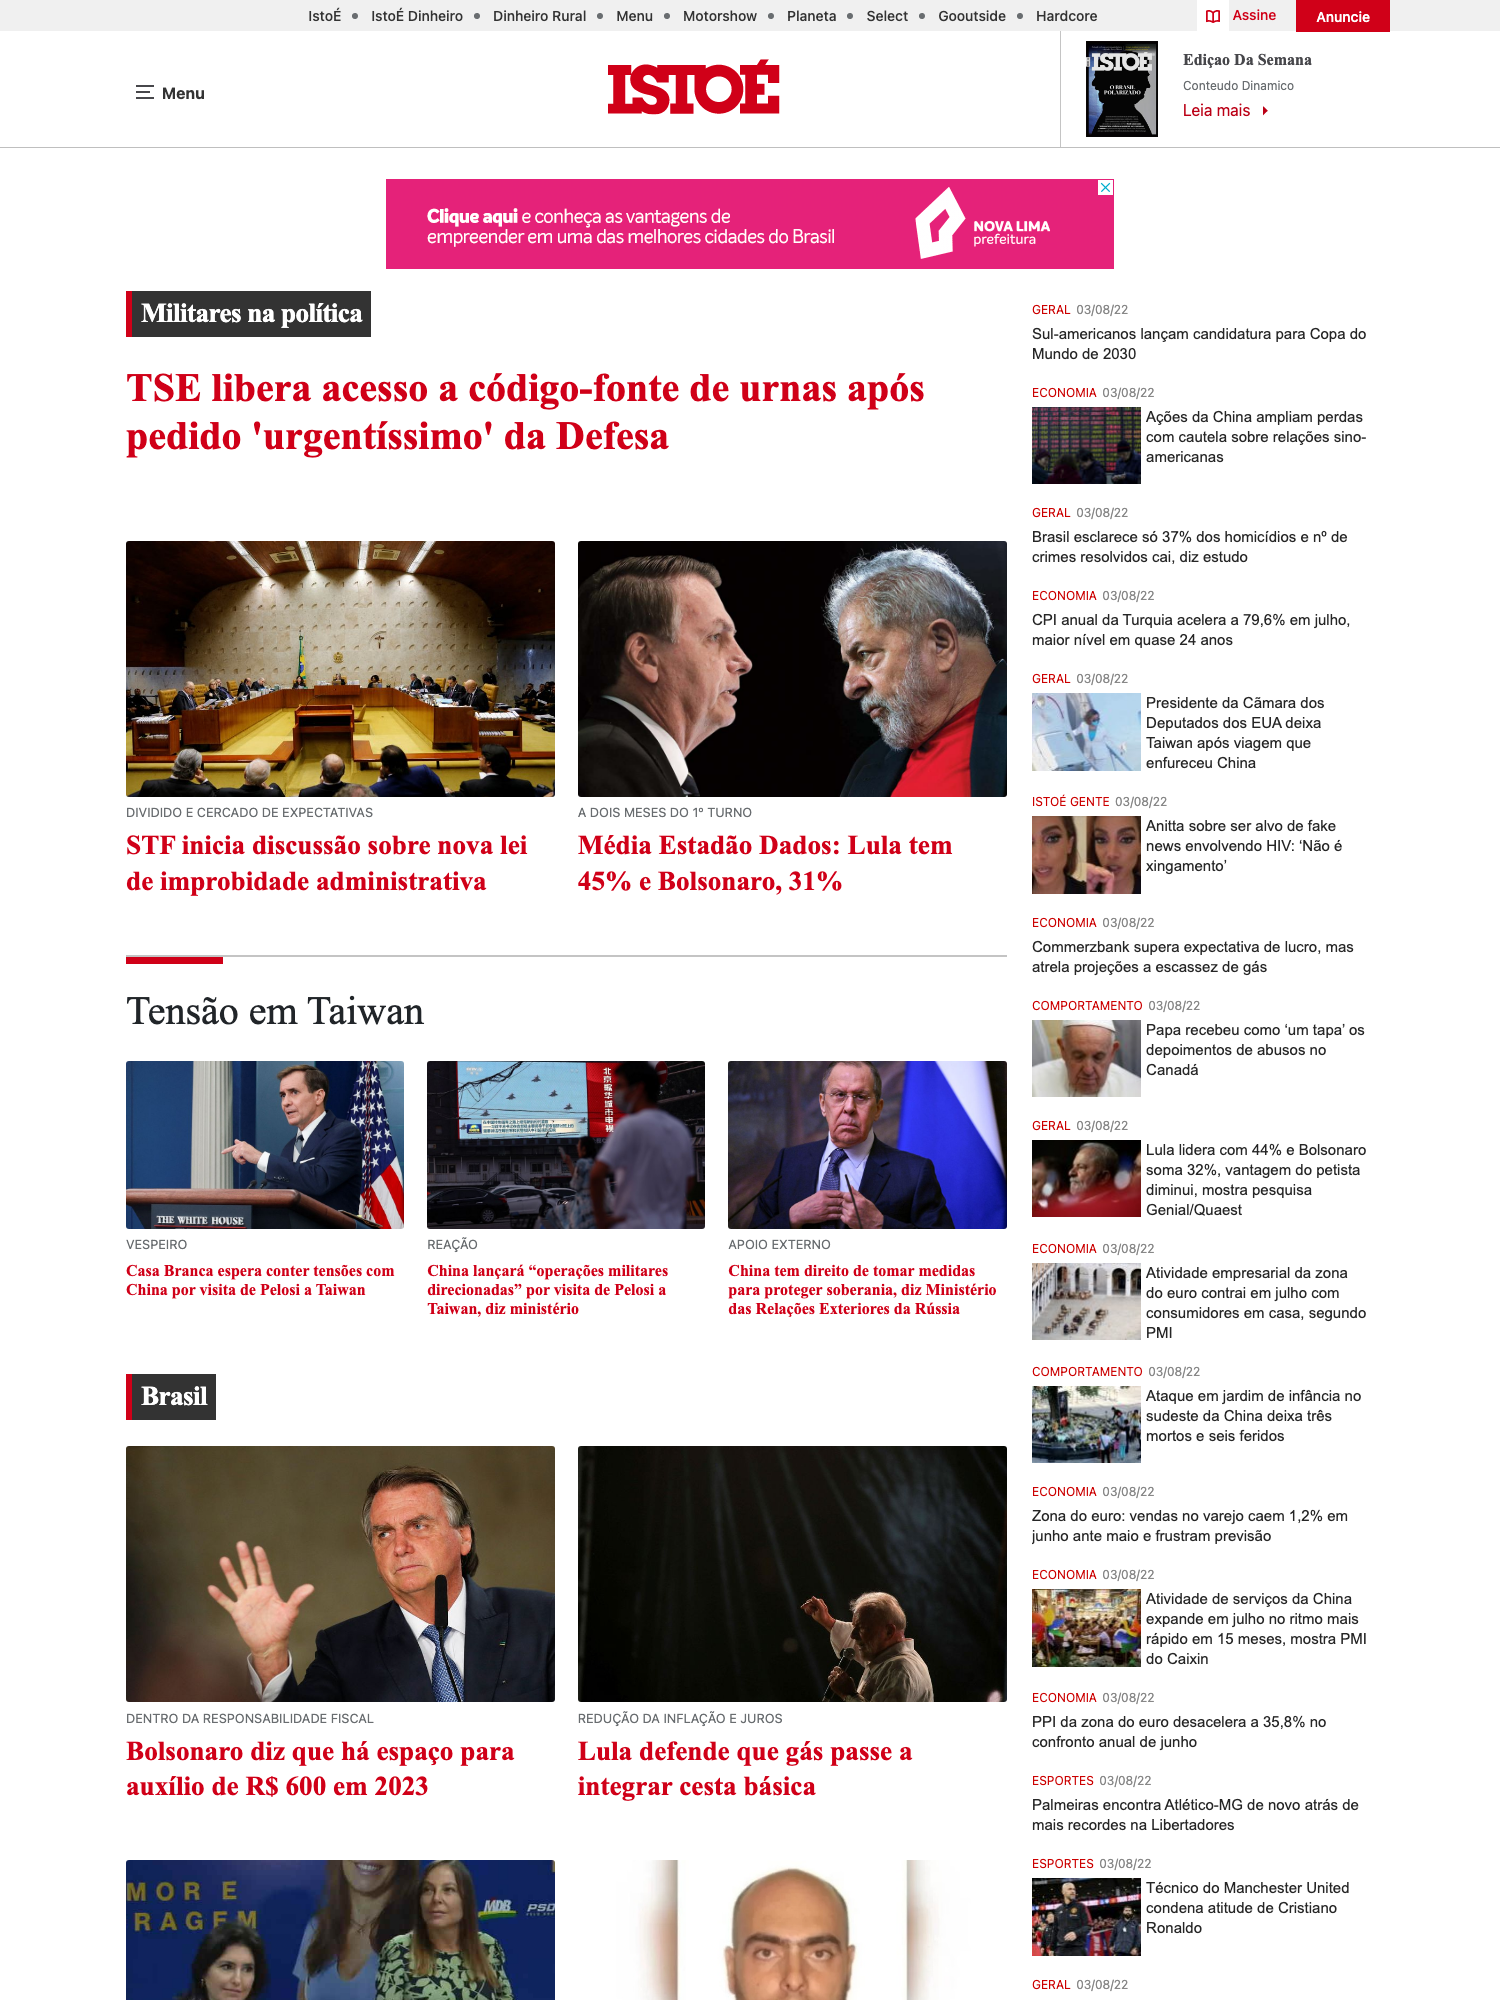 IstoÉ • IstoÉ Dinheiro • Dinheiro Rural • Menu • Motorshow • Planeta • Select • Gooutside • Hardcore
Assine
Anuncie
Menu
ISTOÉ
ISTOÉ
O BRASIL
POLARIZADO
Ediçao Da Semana
Conteudo Dinamico
Leia mais
Clique aqui e conheça as vantagens de
empreender em uma das melhores cidades do Brasil
NOVA LIMA
prefeitura
Militares na política
TSE libera acesso a código-fonte de urnas após
pedido 'urgentíssimo' da Defesa
DIVIDIDO E CERCADO DE EXPECTATIVAS
STF inicia discussão sobre nova lei
de improbidade administrativa
A DOIS MESES DO 1º TURNO
Média Estadão Dados: Lula tem
45% e Bolsonaro, 31%
Tensão em Taiwan
THE WHITE HOUSE
VESPEIRO
Casa Branca espera conter tensões com
China por visita de Pelosi a Taiwan
REAÇÃO
China lançará “operações militares
direcionadas” por visita de Pelosi a
Taiwan, diz ministério
APOIO EXTERNO
China tem direito de tomar medidas
para proteger soberania, diz Ministério
das Relações Exteriores da Rússia
Brasil
DENTRO DA RESPONSABILIDADE FISCAL
Bolsonaro diz que há espaço para
auxílio de R$ 600 em 2023
REDUÇÃO DA INFLAÇÃO E JUROS
Lula defende que gás passe a
integrar cesta básica
MOR E
RAGEM
MDB
PSD
GERAL 03/08/22
Sul-americanos lançam candidatura para Copa do
Mundo de 2030
ECONOMIA 03/08/22
Ações da China ampliam perdas
com cautela sobre relações sino-
americanas
GERAL 03/08/22
Brasil esclarece só 37% dos homicídios e nº de
crimes resolvidos cai, diz estudo
ECONOMIA 03/08/22
CPI anual da Turquia acelera a 79,6% em julho,
maior nível em quase 24 anos
GERAL 03/08/22
Presidente da Cãmara dos
Deputados dos EUA deixa
Taiwan após viagem que
enfureceu China
ISTOÉ GENTE 03/08/22
Anitta sobre ser alvo de fake
news envolvendo HIV: ‘Não é
xingamento’
ECONOMIA 03/08/22
Commerzbank supera expectativa de lucro, mas
atrela projeções a escassez de gás
COMPORTAMENTO 03/08/22
Papa recebeu como ‘um tapa’ os
depoimentos de abusos no
Canadá
GERAL 03/08/22
Lula lidera com 44% e Bolsonaro
soma 32%, vantagem do petista
diminui, mostra pesquisa
Genial/Quaest
ECONOMIA 03/08/22
Atividade empresarial da zona
do euro contrai em julho com
consumidores em casa, segundo
PMI
COMPORTAMENTO 03/08/22
Ataque em jardim de infância no
sudeste da China deixa três
mortos e seis feridos
ECONOMIA 03/08/22
Zona do euro: vendas no varejo caem 1,2% em
junho ante maio e frustram previsão
ECONOMIA 03/08/22
Atividade de serviços da China
expande em julho no ritmo mais
rápido em 15 meses, mostra PMI
do Caixin
ECONOMIA 03/08/22
PPI da zona do euro desacelera a 35,8% no
confronto anual de junho
ESPORTES 03/08/22
Palmeiras encontra Atlético-MG de novo atrás de
mais recordes na Libertadores
ESPORTES 03/08/22
Técnico do Manchester United
condena atitude de Cristiano
Ronaldo
GERAL 03/08/22